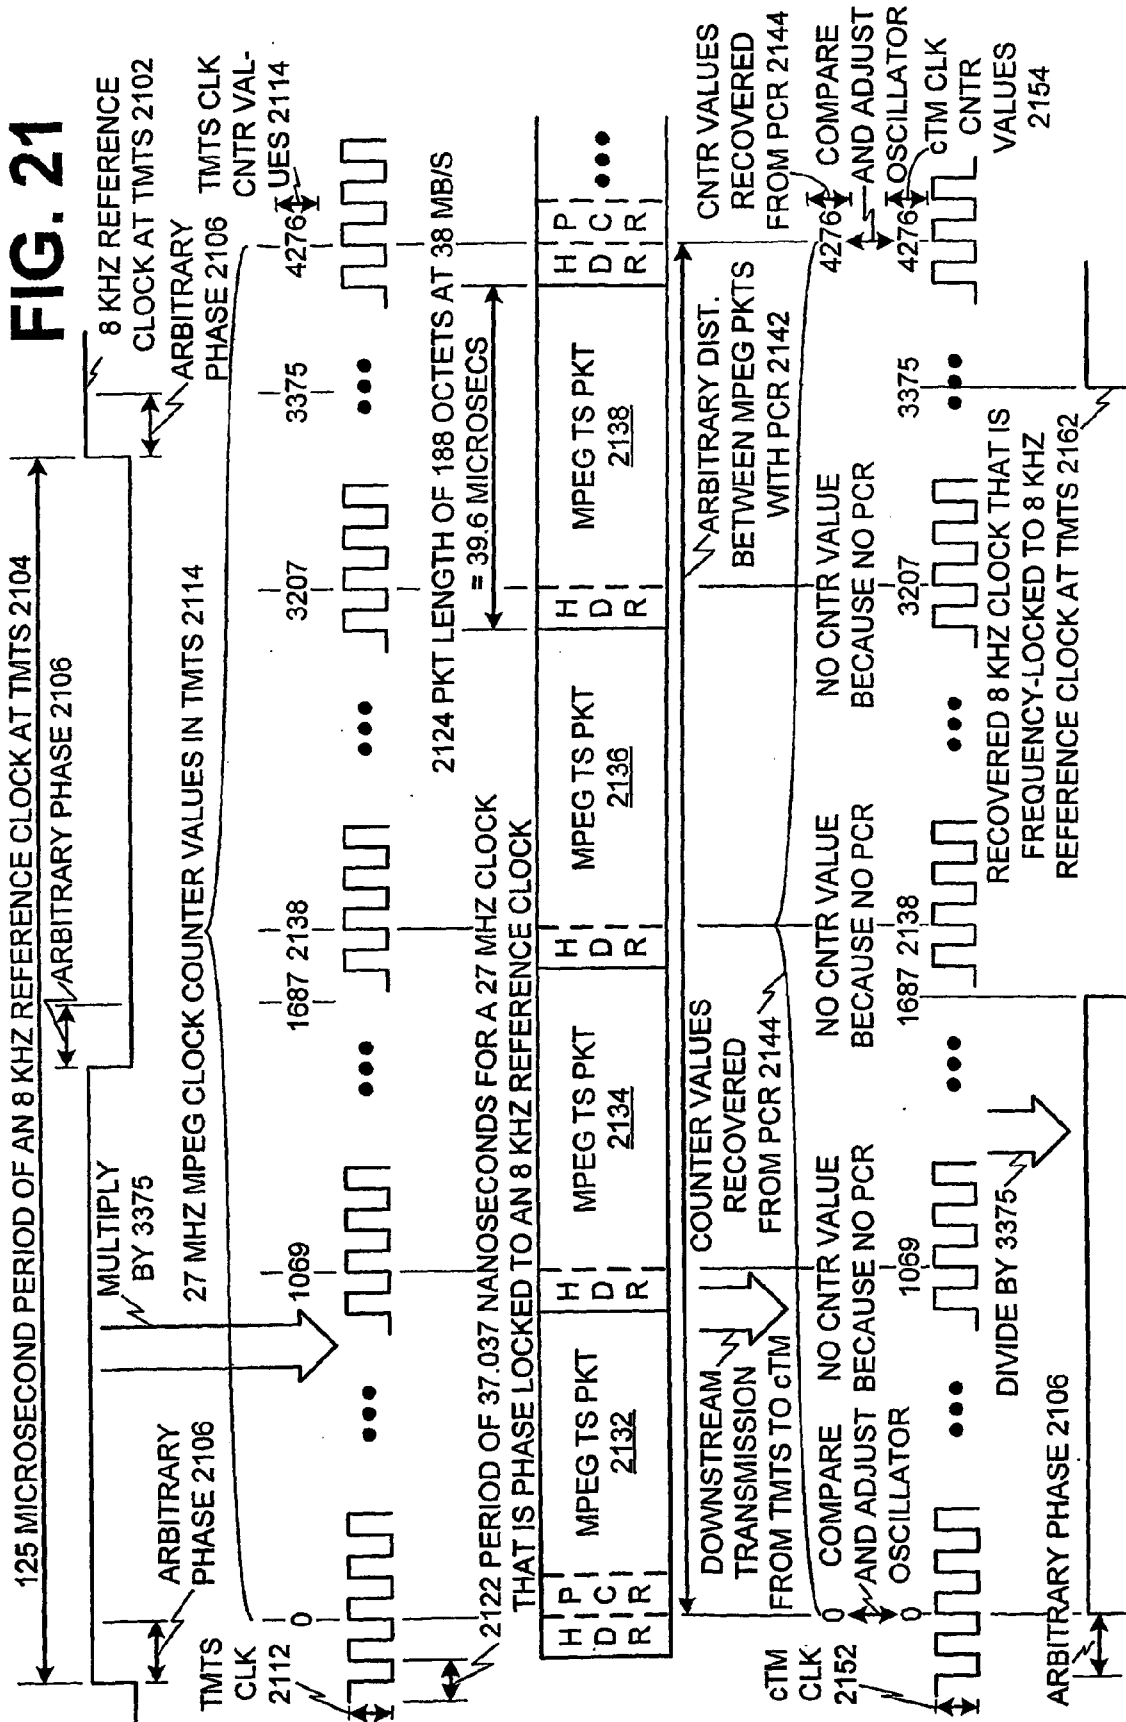 FIG. 21
125 MICROSECOND PERIOD OF AN 8 KHZ REFERENCE CLOCK AT TMTS 2104
8 KHZ REFERENCE
CLOCK AT TMTS 2102
ARBITRARY
PHASE 2106
ARBITRARY PHASE 2106
ARBITRARY
PHASE 2106
MULTIPLY
BY 3375
27 MHZ MPEG CLOCK COUNTER VALUES IN TMTS 2114
TMTS CLK
CNTR VAL-
UES 2114
TMTS
CLK
2112
0
1069
1687 2138
3207
3375
4276
2122 PERIOD OF 37.037 NANOSECONDS FOR A 27 MHZ CLOCK
THAT IS PHASE LOCKED TO AN 8 KHZ REFERENCE CLOCK
2124 PKT LENGTH OF 188 OCTETS AT 38 MB/S
= 39.6 MICROSECS
H D R
P C R
MPEG TS PKT
2132
H D R
MPEG TS PKT
2134
H D R
MPEG TS PKT
2136
H D R
MPEG TS PKT
2138
H D R
P C R
DOWNSTREAM
TRANSMISSION
FROM TMTS TO cTM
COUNTER VALUES
RECOVERED
FROM PCR 2144
ARBITRARY DIST.
BETWEEN MPEG PKTS
WITH PCR 2142
CNTR VALUES
RECOVERED
FROM PCR 2144
0
COMPARE
AND ADJUST
OSCILLATOR
NO CNTR VALUE
BECAUSE NO PCR
NO CNTR VALUE
BECAUSE NO PCR
NO CNTR VALUE
BECAUSE NO PCR
4276
COMPARE
AND ADJUST
OSCILLATOR
cTM
CLK
2152
0
1069
1687 2138
3207
3375
4276
cTM CLK
CNTR
VALUES
2154
DIVIDE BY 3375
ARBITRARY PHASE 2106
RECOVERED 8 KHZ CLOCK THAT IS
FREQUENCY-LOCKED TO 8 KHZ
REFERENCE CLOCK AT TMTS 2162